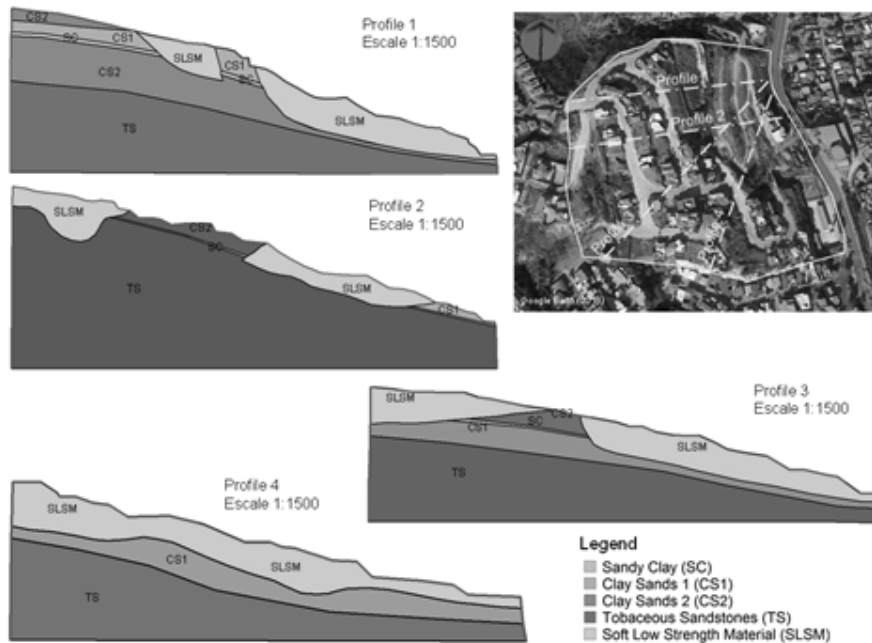 CS2
SC
CS1
SLSM
CS1
SC
CS2
SLSM
TS
Profile 1
Escale 1:1500
Profile
Profile 2
SLSM
CS2
SC
SLSM
CS1
TS
Profile 2
Escale 1:1500
SLSM
CS2
SC
CS1
SLSM
TS
Profile 3
Escale 1:1500
Profile 4
Escale 1:1500
SLSM
CS1
SLSM
TS
Legend
Sandy Clay (SC)
Clay Sands 1 (CS1)
Clay Sands 2 (CS2)
Tobaceous Sandstones (TS)
Soft Low Strength Material (SLSM)